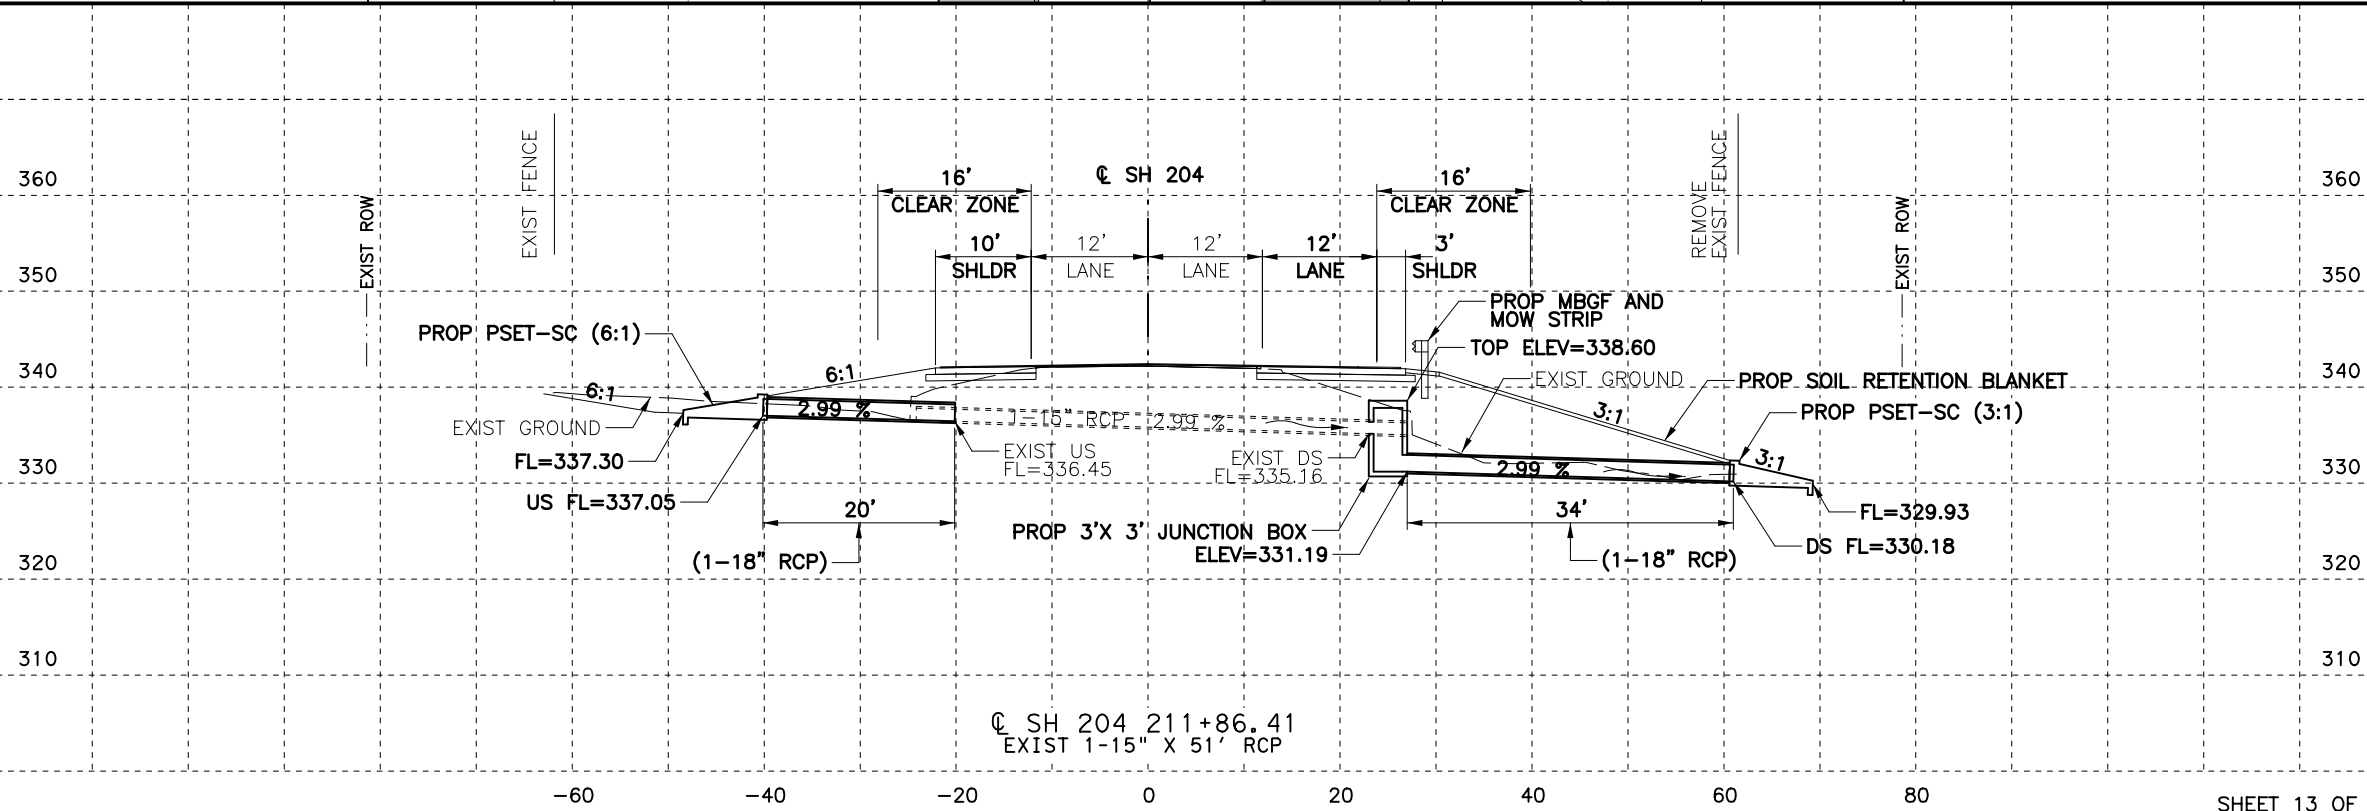 360
350
340
330
320
310
EXIST ROW
EXIST FENCE
16'
CLEAR ZONE
℄ SH 204
16'
CLEAR ZONE
REMOVE
EXIST FENCE
EXIST ROW
360
350
340
330
320
310
10'
SHLDR
12'
LANE
12'
LANE
12'
LANE
3'
SHLDR
PROP MBGF AND
MOW STRIP
TOP ELEV=338.60
EXIST GROUND
PROP SOIL RETENTION BLANKET
PROP PSET-SC (3:1)
PROP PSET-SC (6:1)
6:1
6:1
2.99 %
1-15" RCP 2.99 %
3:1
3:1
2.99 %
EXIST GROUND
FL=337.30
US FL=337.05
EXIST US
FL=336.45
EXIST DS
FL=335.16
20'
(1-18" RCP)
PROP 3'X 3' JUNCTION BOX
ELEV=331.19
34'
(1-18" RCP)
FL=329.93
DS FL=330.18
℄ SH 204 211+86.41
EXIST 1-15" X 51' RCP
-60 -40 -20 0 20 40 60 80
SHEET 13 OF